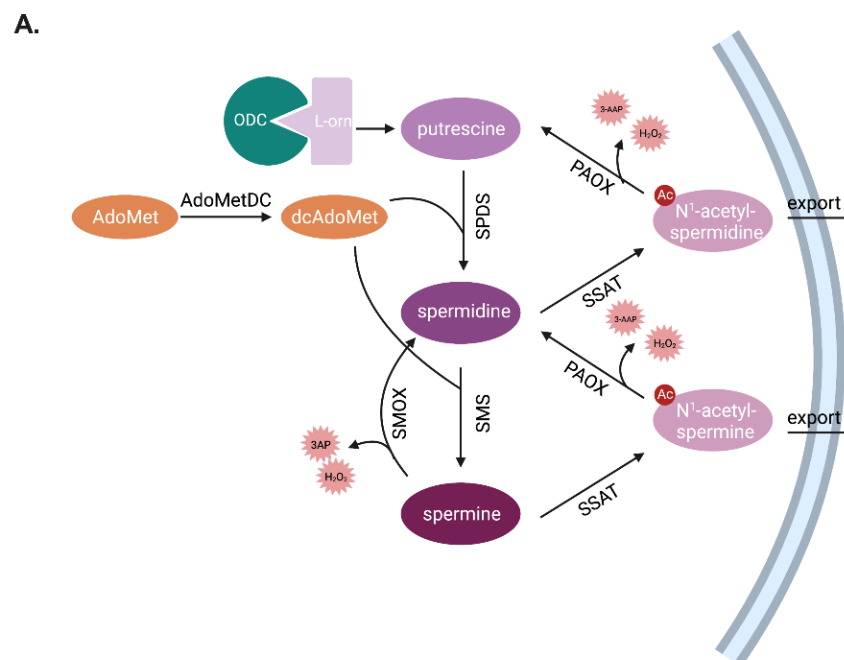 A.
ODC
L-orn
putrescine
3-AAP
H₂O₂
PAOX
Ac
N¹-acetyl-
spermidine
export
AdoMet
AdoMetDC
dcAdoMet
SPDS
spermidine
SSAT
3-AAP
H₂O₂
PAOX
Ac
N¹-acetyl-
spermine
export
SMOX
SMS
3AP
H₂O₂
spermine
SSAT